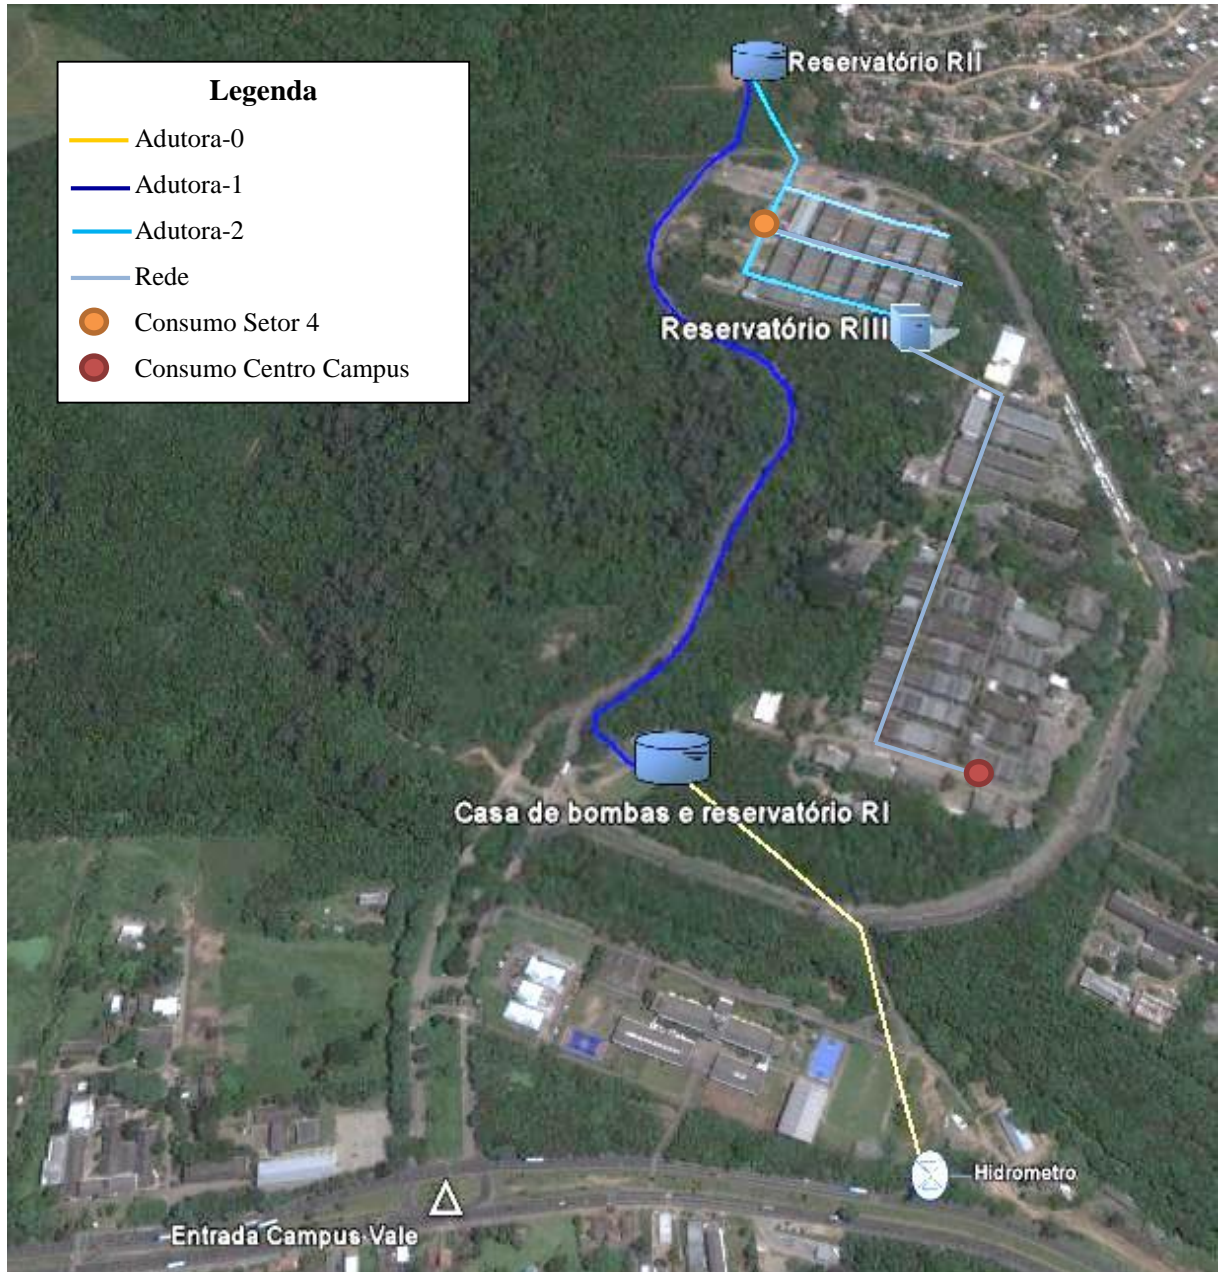 Legenda
Adutora-0
Adutora-1
Adutora-2
Rede
Consumo Setor 4
Consumo Centro Campus
Reservatório RII
Reservatório RIII
Casa de bombas e reservatório RI
Hidrometro
Entrada Campus Vale